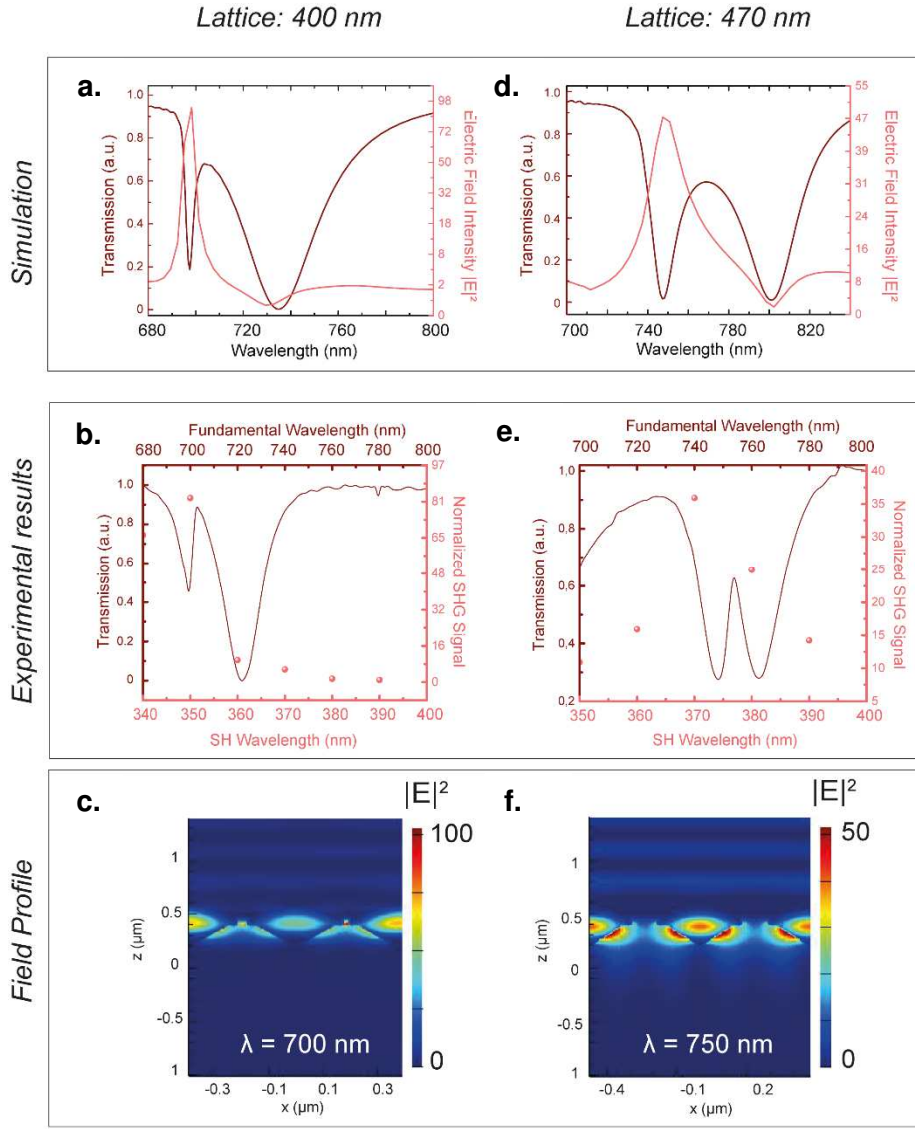 Lattice: 400 nm
Lattice: 470 nm
Simulation
a.
Transmission (a.u.)
1.0
0.8
0.6
0.4
0.2
0
98
92
50
18
8
2
0
Electric Field Intensity |E|²
680 700 720 740 760 780 800
Wavelength (nm)
d.
Transmission (a.u.)
1.0
0.8
0.6
0.4
0.2
0
55
47
39
31
24
16
8
0
Electric Field Intensity |E|²
700 740 780 820
Wavelength (nm)
Experimental results
b.
Fundamental Wavelength (nm)
680 700 720 740 760 780 800
Transmission (a.u.)
1.0
0.8
0.6
0.4
0.2
0
97
81
65
48
32
16
0
Normalized SHG Signal
340 350 360 370 380 390 400
SH Wavelength (nm)
e.
Fundamental Wavelength (nm)
700 720 740 760 780 800
Transmission (a.u.)
1.0
0.8
0.6
0.4
0,2
40
35
30
25
20
15
10
5
Normalized SHG Signal
350 360 370 380 390 400
SH Wavelength (nm)
Field Profile
c.
|E|²
100
0
z (µm)
1
0.5
0
-0.5
1
λ = 700 nm
-0.3 -0.1 0.1 0.3
x (µm)
f.
|E|²
50
0
z (µm)
1
0.5
0
-0.5
1
λ = 750 nm
-0.4 -0.1 0.2
x (µm)